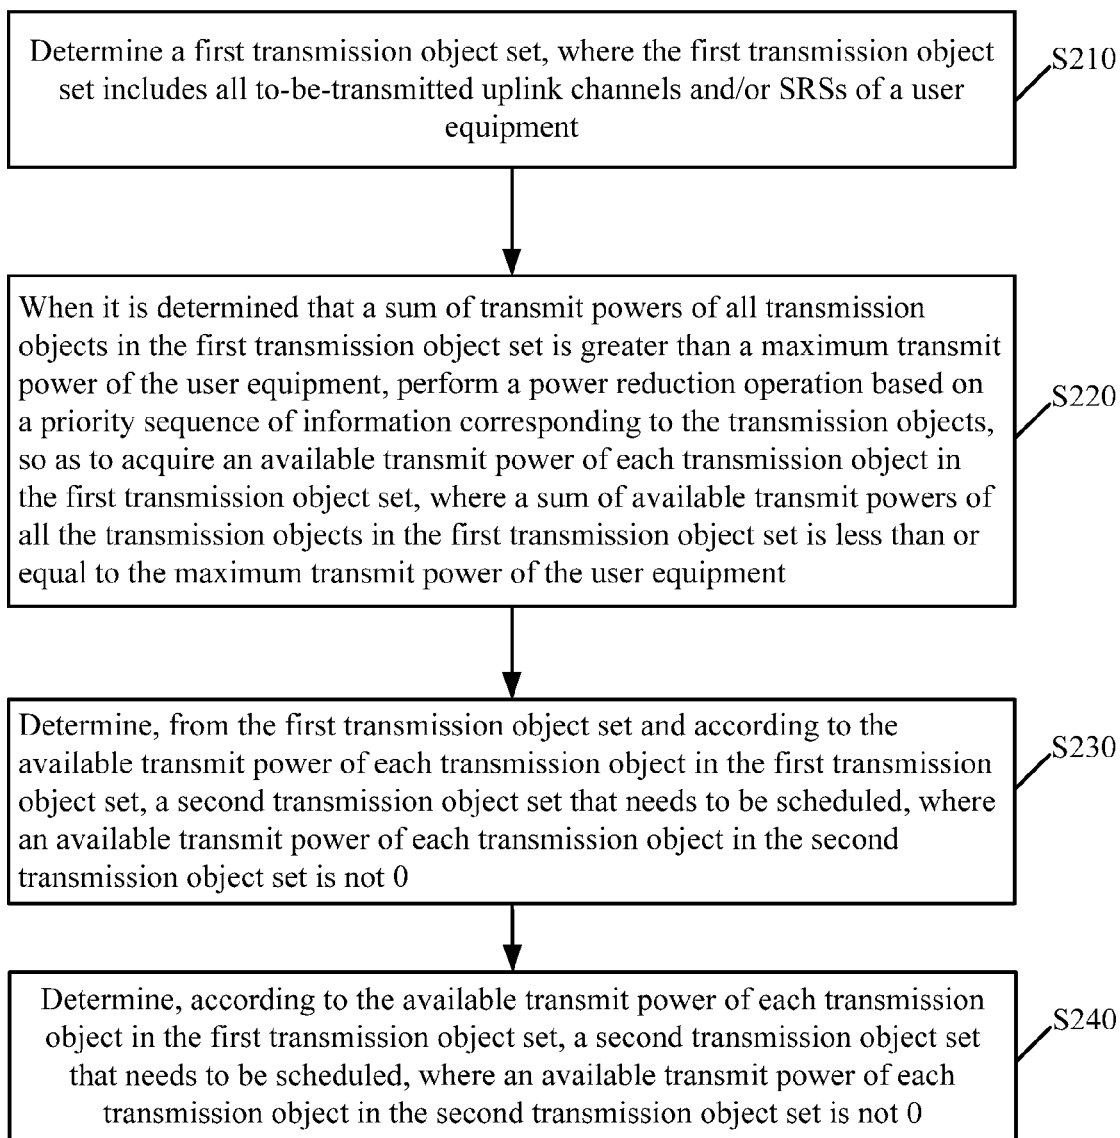 Determine a first transmission object set, where the first transmission object
set includes all to-be-transmitted uplink channels and/or SRSs of a user
equipment
S210
When it is determined that a sum of transmit powers of all transmission
objects in the first transmission object set is greater than a maximum transmit
power of the user equipment, perform a power reduction operation based on
a priority sequence of information corresponding to the transmission objects,
so as to acquire an available transmit power of each transmission object in
the first transmission object set, where a sum of available transmit powers of
all the transmission objects in the first transmission object set is less than or
equal to the maximum transmit power of the user equipment
S220
Determine, from the first transmission object set and according to the
available transmit power of each transmission object in the first transmission
object set, a second transmission object set that needs to be scheduled, where
an available transmit power of each transmission object in the second
transmission object set is not 0
S230
Determine, according to the available transmit power of each transmission
object in the first transmission object set, a second transmission object set
that needs to be scheduled, where an available transmit power of each
transmission object in the second transmission object set is not 0
S240